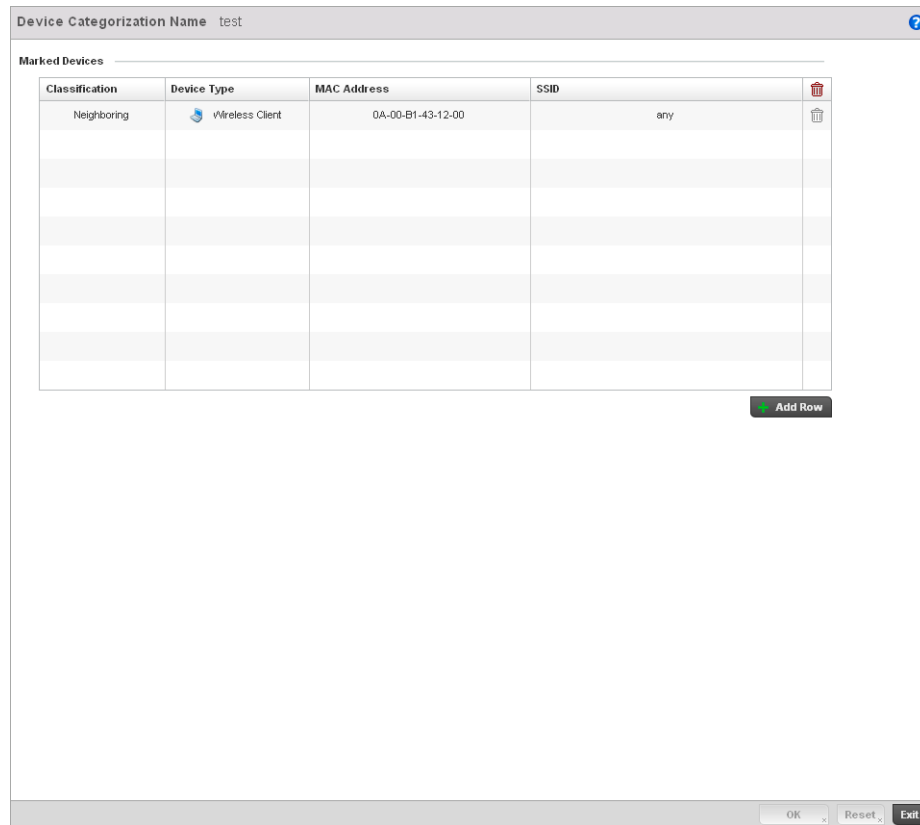 Device Categorization Name test
?
Marked Devices
Classification Device Type MAC Address SSID
Neighboring Wireless Client 0A-00-B1-43-12-00 any
+ Add Row
OK Reset Exit